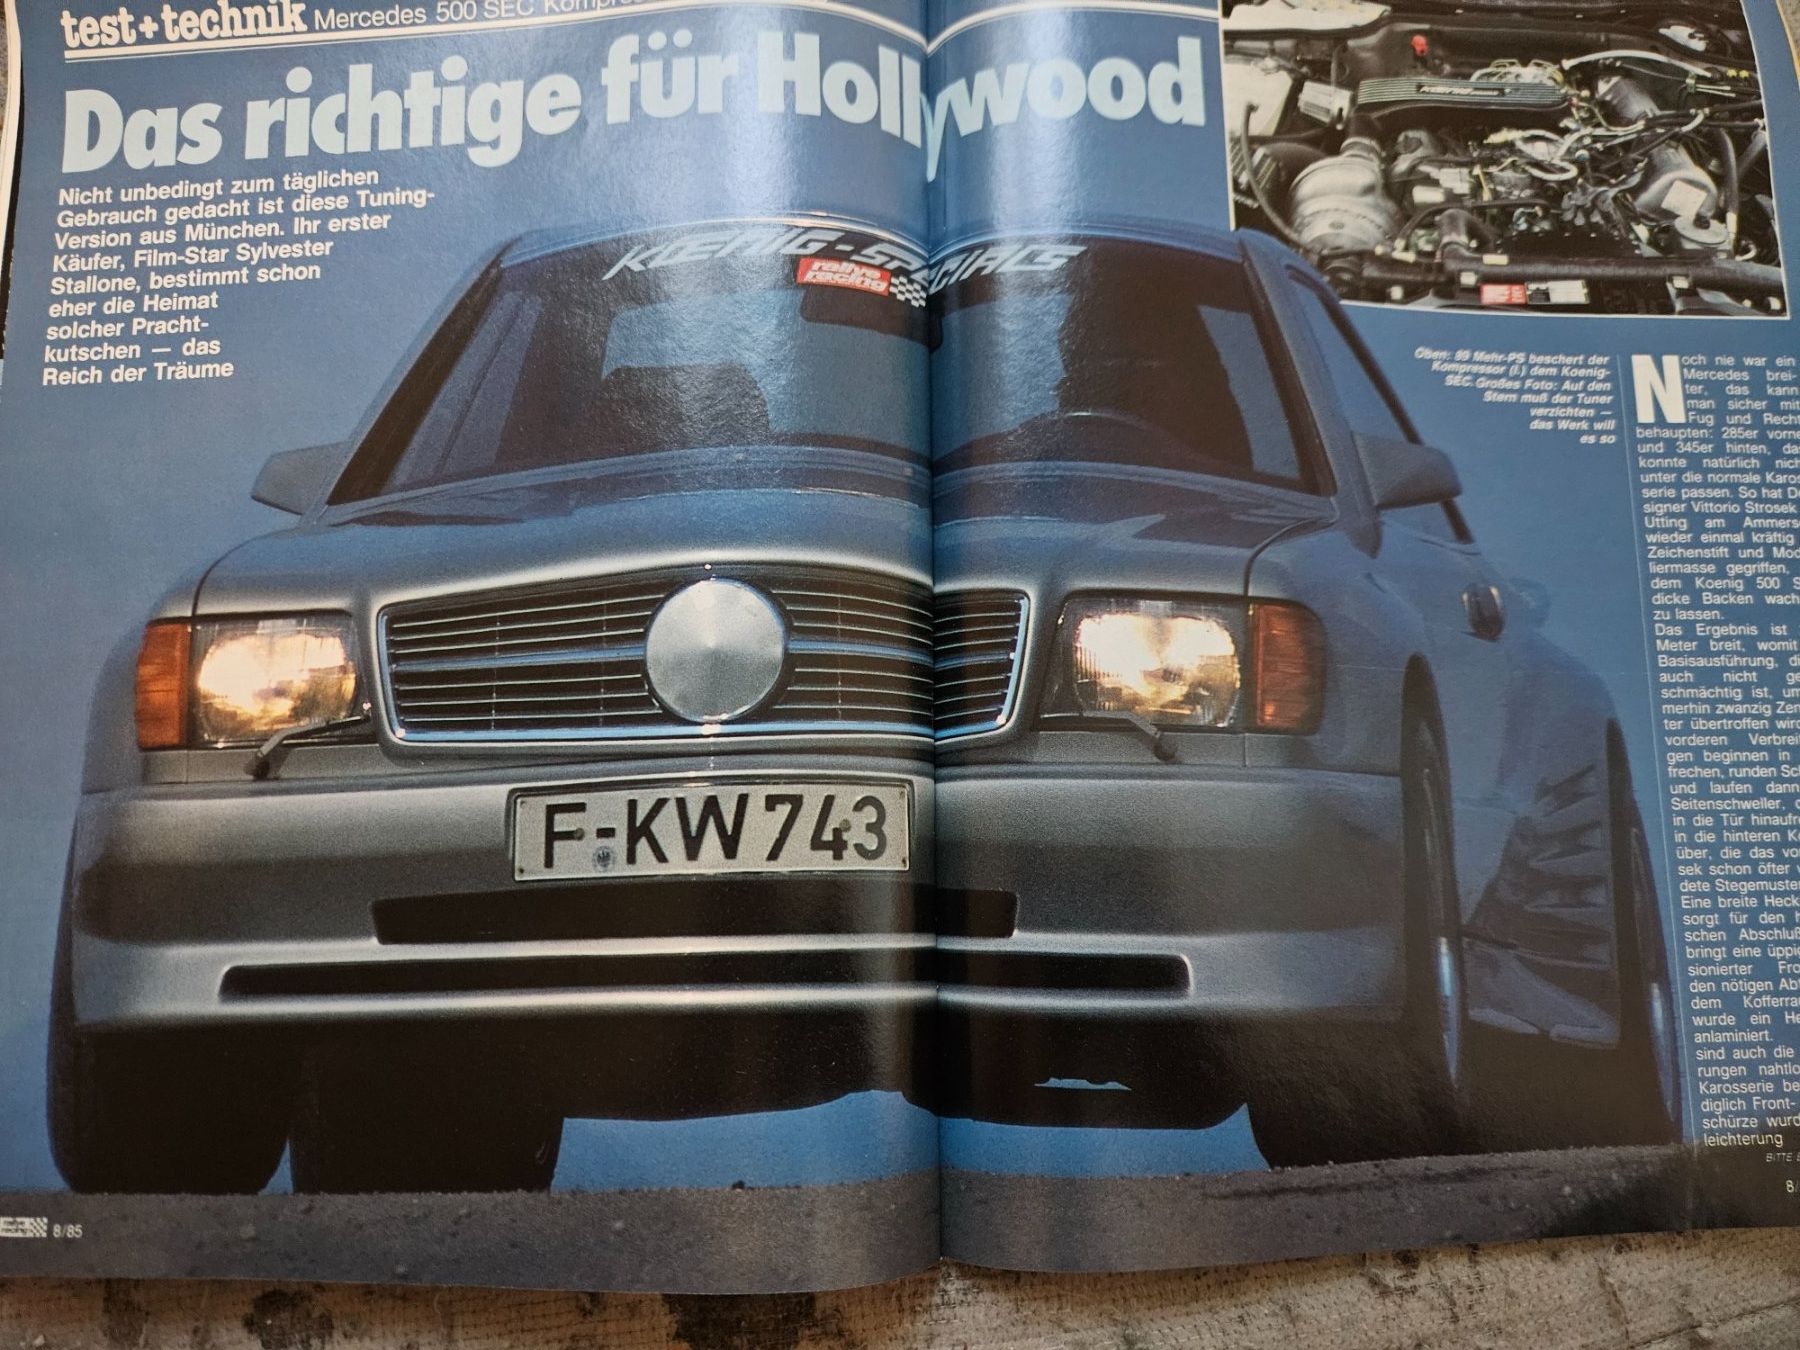 test+technik Mercedes 500 SEC
Das richtige für Hollywood
Nicht unbedingt zum täglichen
Gebrauch gedacht ist diese Tuning-
Version aus München. Ihr erster
Käufer, Film-Star Sylvester
Stallone, bestimmt schon
eher die Heimat
solcher Pracht-
kutschen — das
Reich der Träume
KOENIG-SPECIALS
rallye
racing
F-KW 743
8/85
Oben: 89 Mehr-PS beschert der
Kompressor (l.) dem Koenig-
SEC. Großes Foto: Auf den
Stern muß der Tuner
verzichten —
das Werk will
es so
Noch nie war ein
Mercedes brei-
ter, das kann
man sicher mit
Fug und Recht
behaupten: 285er vorne
und 345er hinten, das
konnte natürlich nicht
unter die normale Karos-
serie passen. So hat De-
signer Vittorio Strosek
Utting am Ammersee
wieder einmal kräftig
Zeichenstift und Model-
liermasse gegriffen,
dem Koenig 500 S
dicke Backen wach
zu lassen.
Das Ergebnis ist
Meter breit, womit
Basisausführung, di
auch nicht ge
schmächtig ist, um
merhin zwanzig Zen
ter übertroffen wird
vorderen Verbreit
gen beginnen in
frechen, runden Sc
und laufen dann
Seitenschweller, d
in die Tür hinaufr
in die hinteren K
über, die das vo
sek schon öfter v
dete Stegemuster
Eine breite Heck
sorgt für den h
schen Abschluß
bringt eine üppig
sionierter Fro
den nötigen Abt
dem Kofferra
wurde ein He
anlaminiert.
sind auch die
rungen nahtlo
Karosserie be
diglich Front-
schürze wurd
leichterung
BITTE
8/